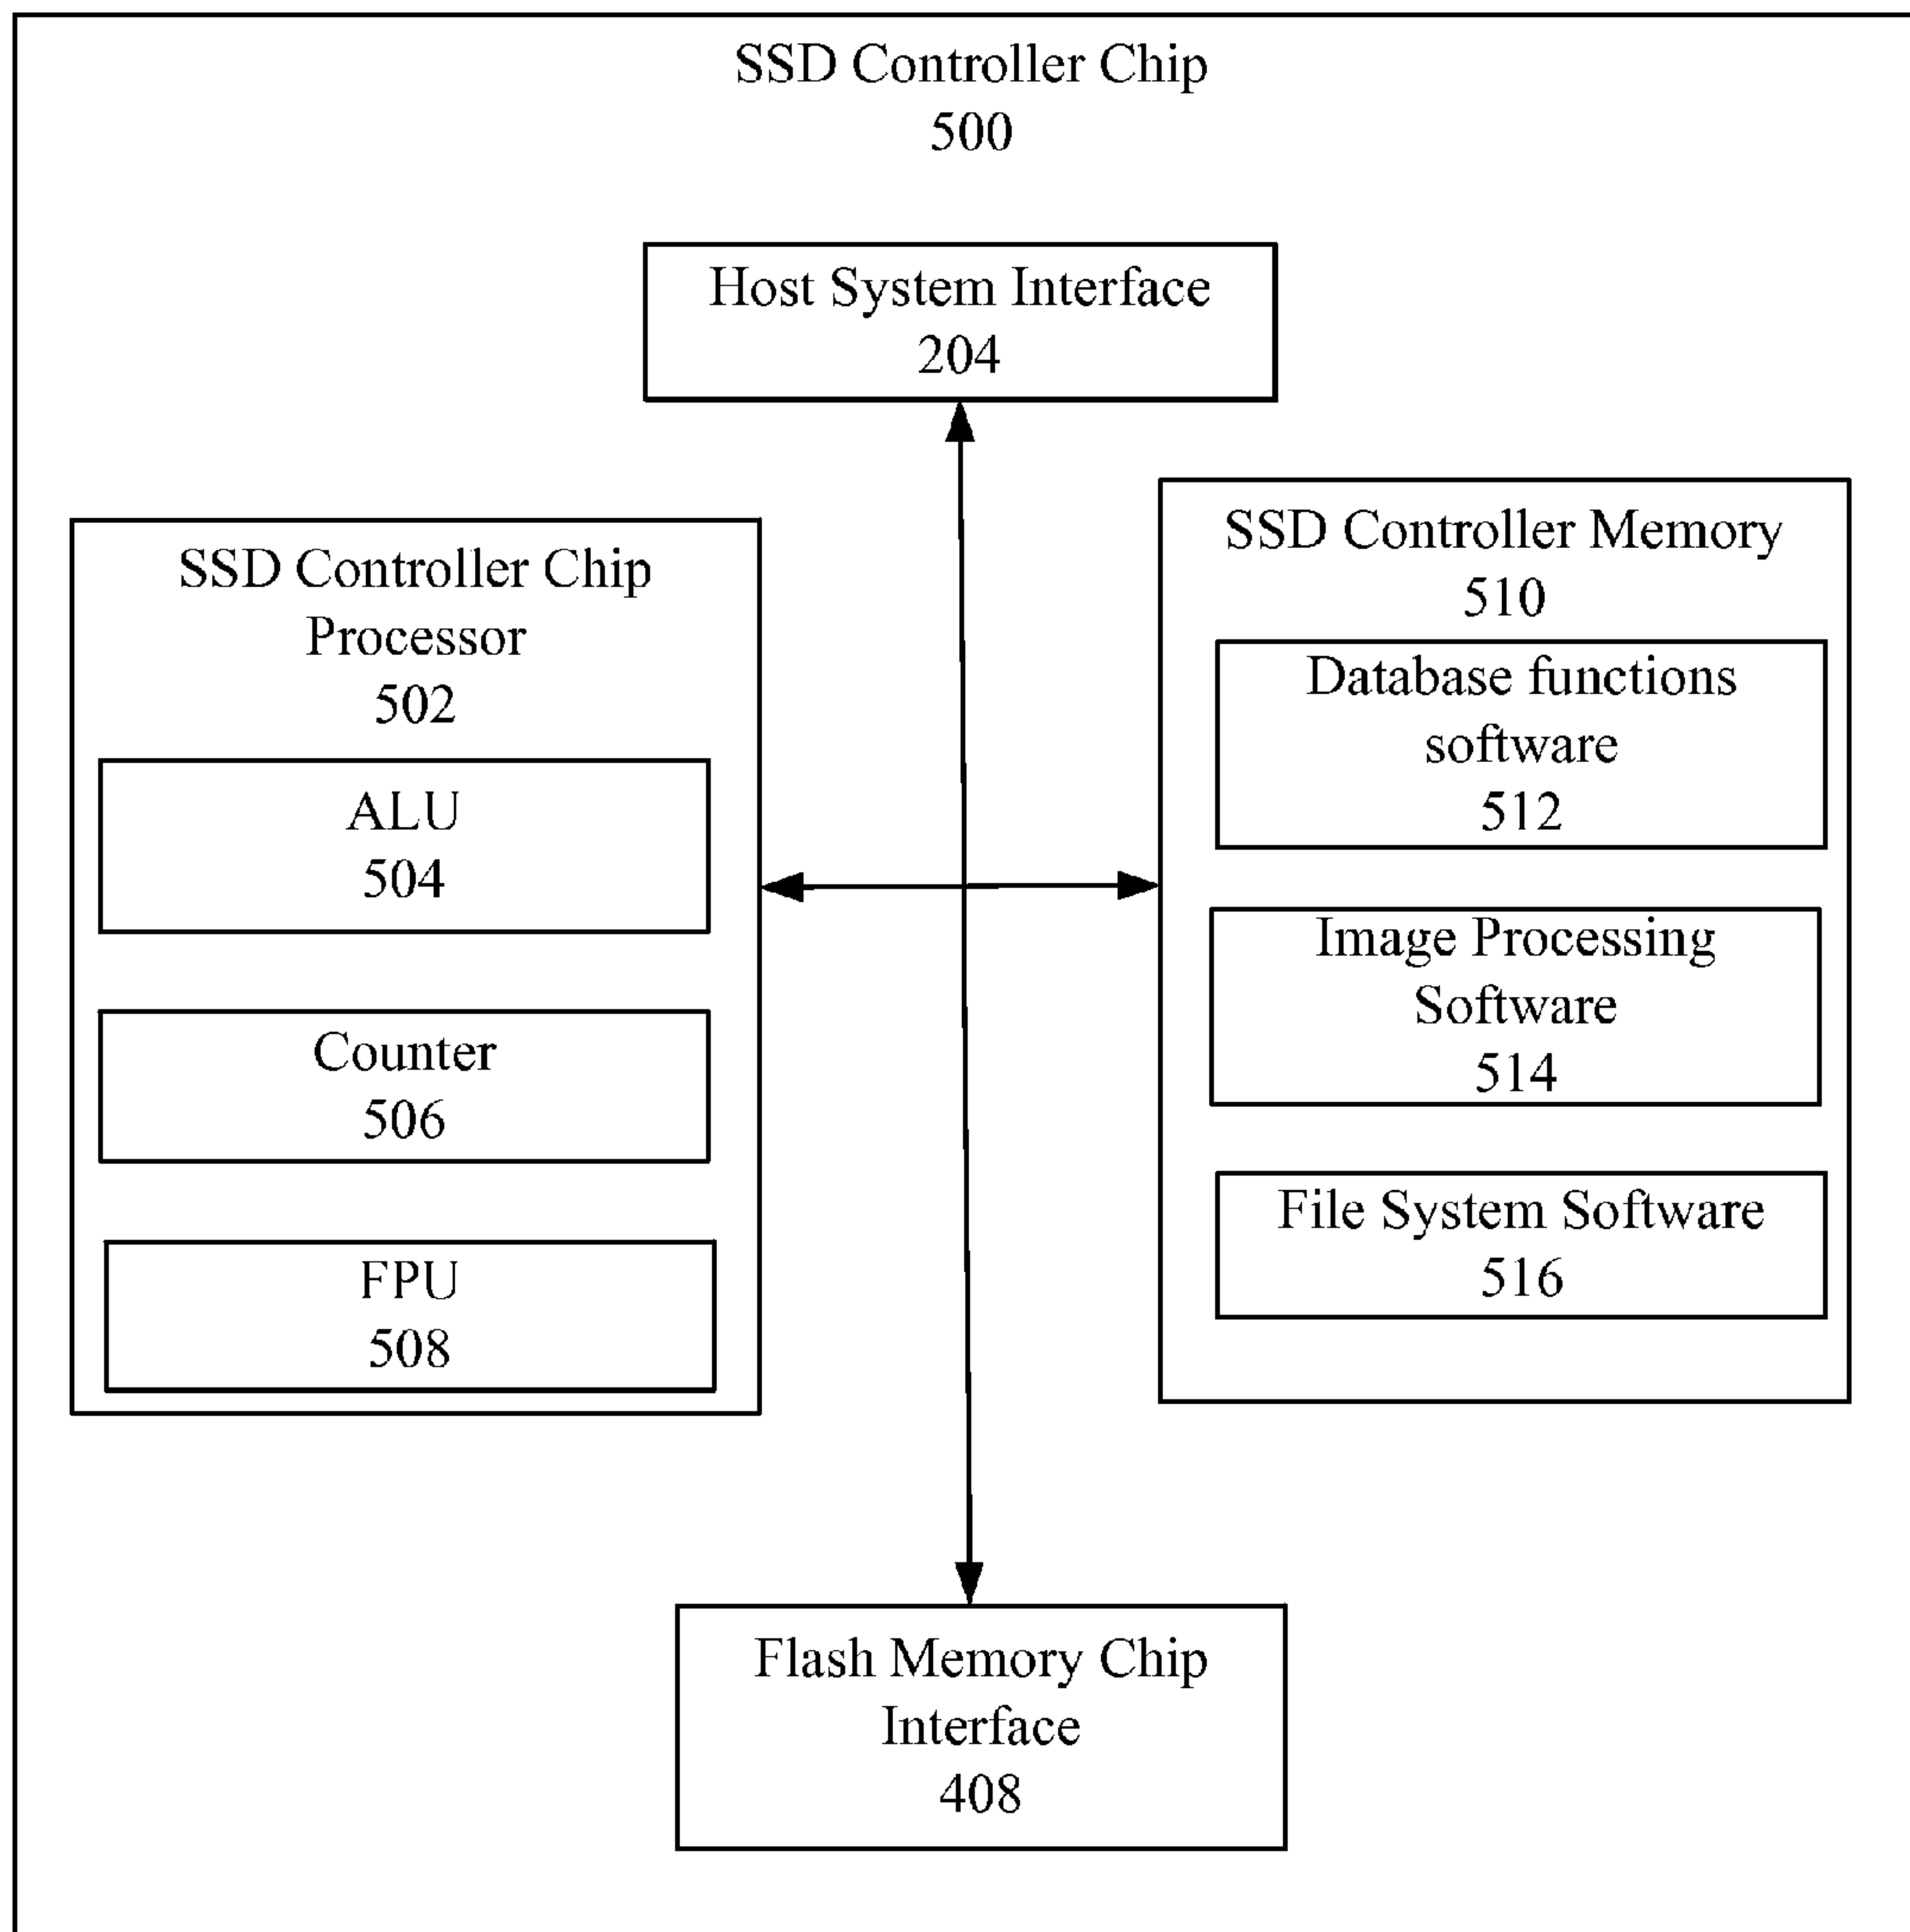 SSD Controller Chip
500
Host System Interface
204
SSD Controller Chip
Processor
502
ALU
504
Counter
506
FPU
508
SSD Controller Memory
510
Database functions
software
512
Image Processing
Software
514
File System Software
516
Flash Memory Chip
Interface
408